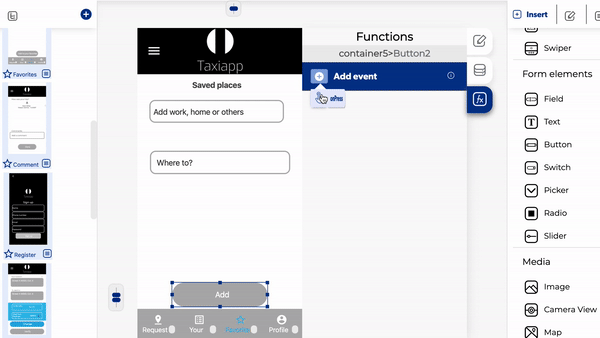 Favorites
Comment
Register
Taxiapp
Saved places
Add work, home or others
Where to?
Add
Request
Your
Favorite
Profile
Functions
container5>Button2
Add event
fx
Insert
Swiper
Form elements
Field
T Text
Button
Switch
Picker
Radio
Slider
Media
Image
Camera View
Map